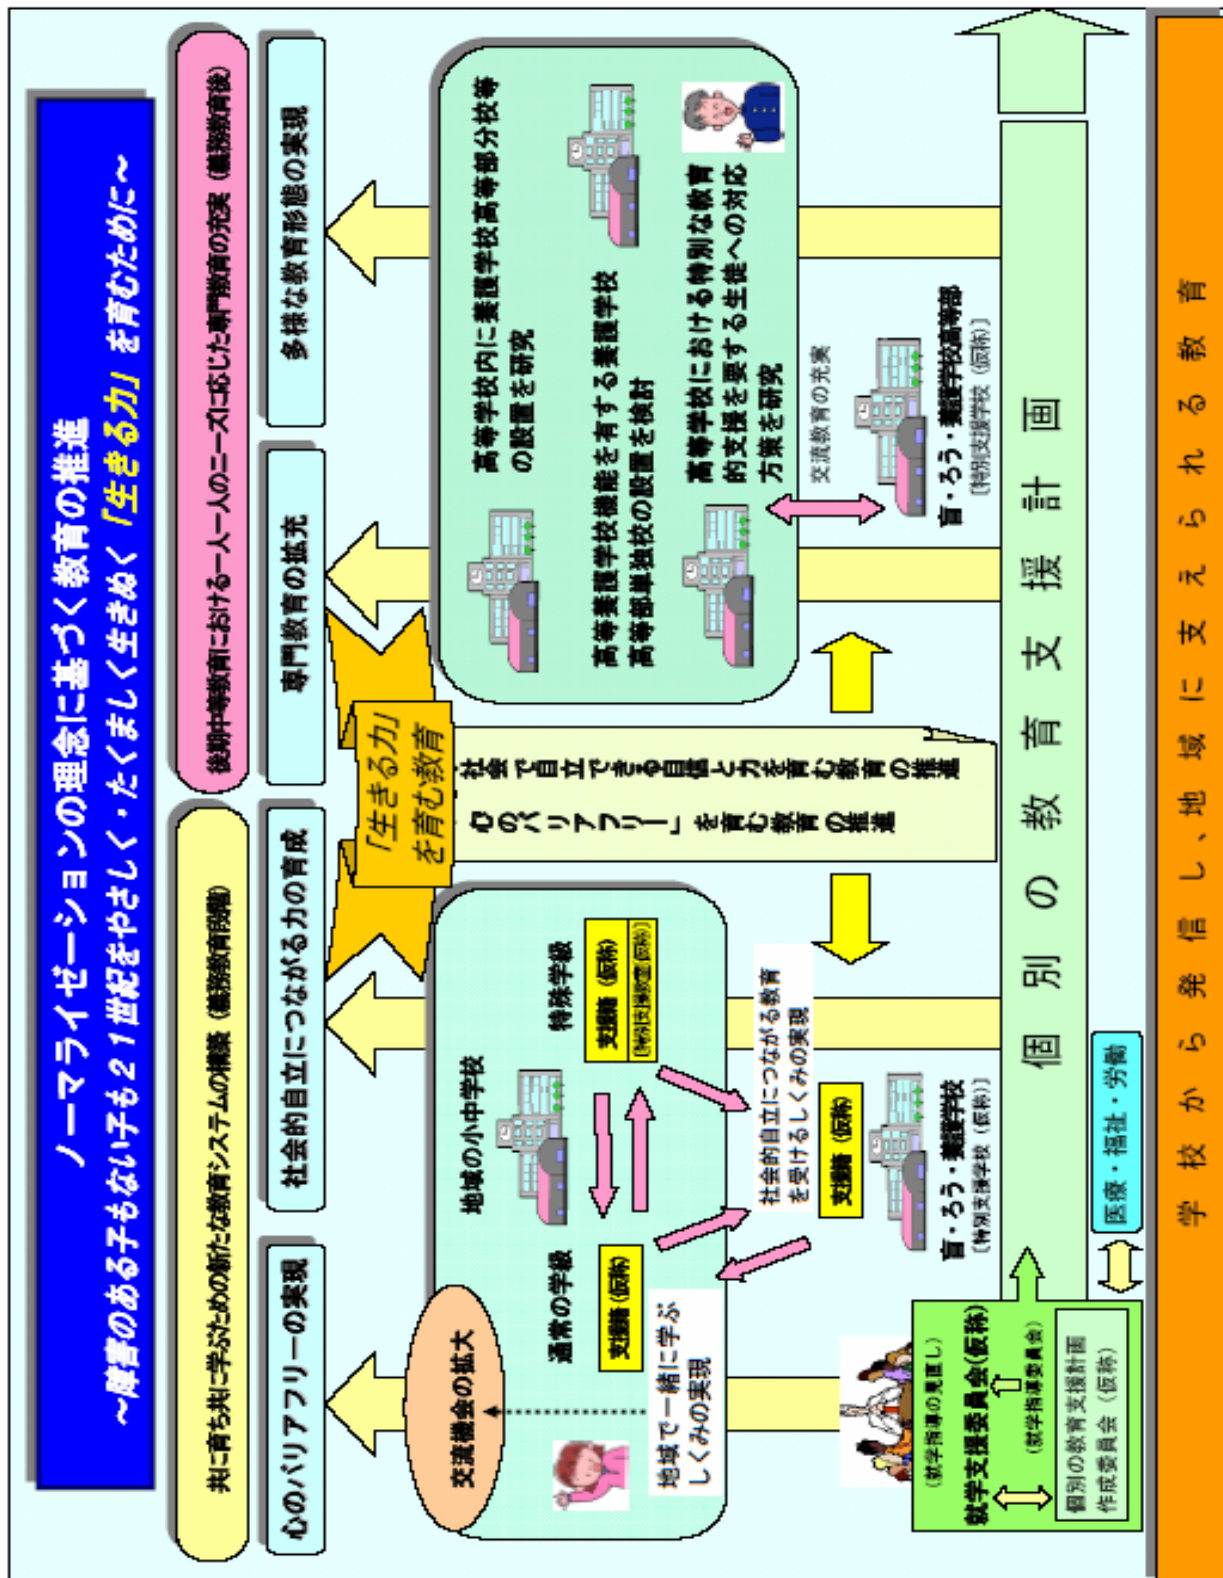 ノーマライゼーションの理念に基づく教育の推進
～障害のある子もない子も２１世紀をやさしく・たくましく生きぬく「生きる力」を育むために～
共に育ち共に学ぶための新たな教育システムの構築（義務教育段階）
後期中等教育における一人一人のニーズに応じた専門教育の充実（義務教育後）
心のバリアフリーの実現
社会的自立につながる力の育成
専門教育の拡充
多様な教育形態の実現
「生きる力」
を育む教育
交流機会の拡大
地域の小中学校
通常の学級
支援籍（仮称）
特殊学級
支援籍（仮称）
〔特別支援教室（仮称）〕
地域で一緒に学ぶ
しくみの実現
社会的自立につながる教育
を受けるしくみの実現
支援籍（仮称）
盲・ろう・養護学校
〔特別支援学校（仮称）〕
社会で自立できる自信と力を育む教育の推進
心のバリアフリー」を育む教育の推進
高等学校内に養護学校高等部分校等
の設置を研究
高等養護学校機能を有する養護学校
高等部単独校の設置を検討
高等学校における特別な教育
的支援を要する生徒への対応
方策を研究
交流教育の充実
盲・ろう・養護学校高等部
〔特別支援学校（仮称）〕
（就学指導の見直し）
就学支援委員会（仮称）
（就学指導委員会）
個別の教育支援計画
作成委員会（仮称）
個別の教育支援計画
医療・福祉・労働
学校から発信し、地域に支えられる教育